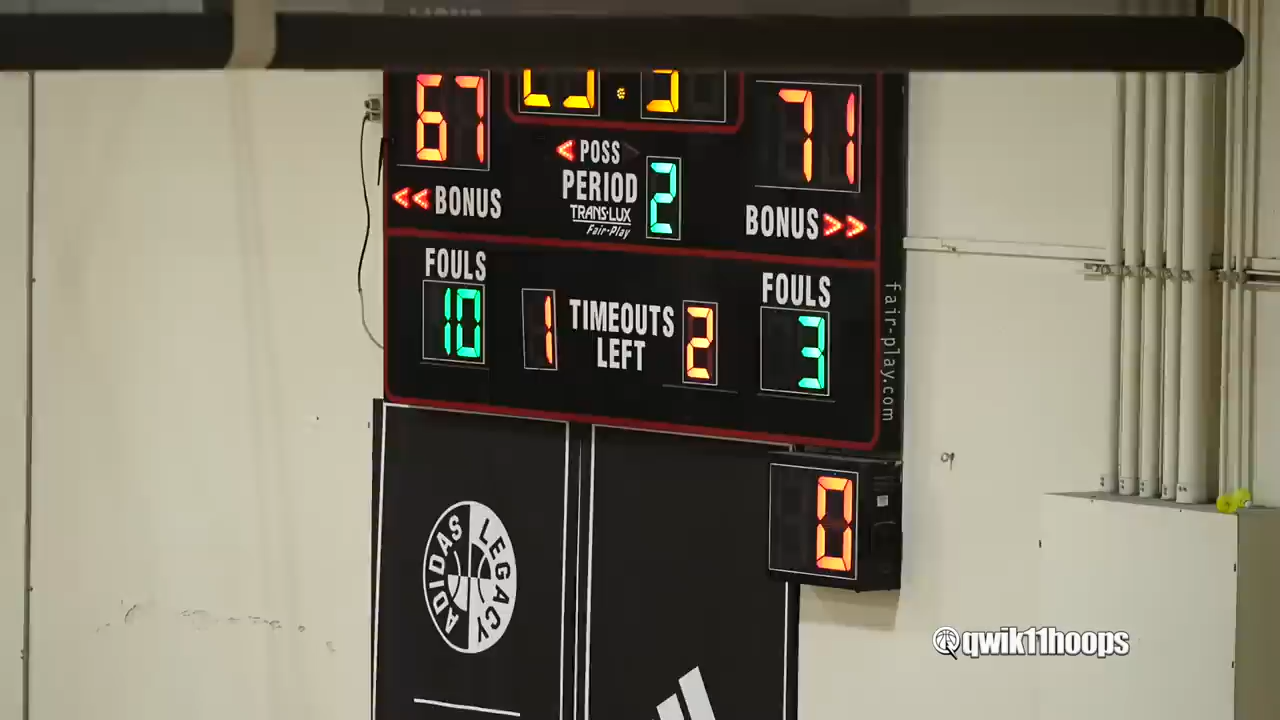 67
71
< POSS
PERIOD 2
TRANS-LUX
Fair-Play
<< BONUS
BONUS >>
FOULS
10
1
TIMEOUTS
LEFT
2
FOULS
3
fair-play.com
0
ADIDAS LEGACY
@qwik11hoops